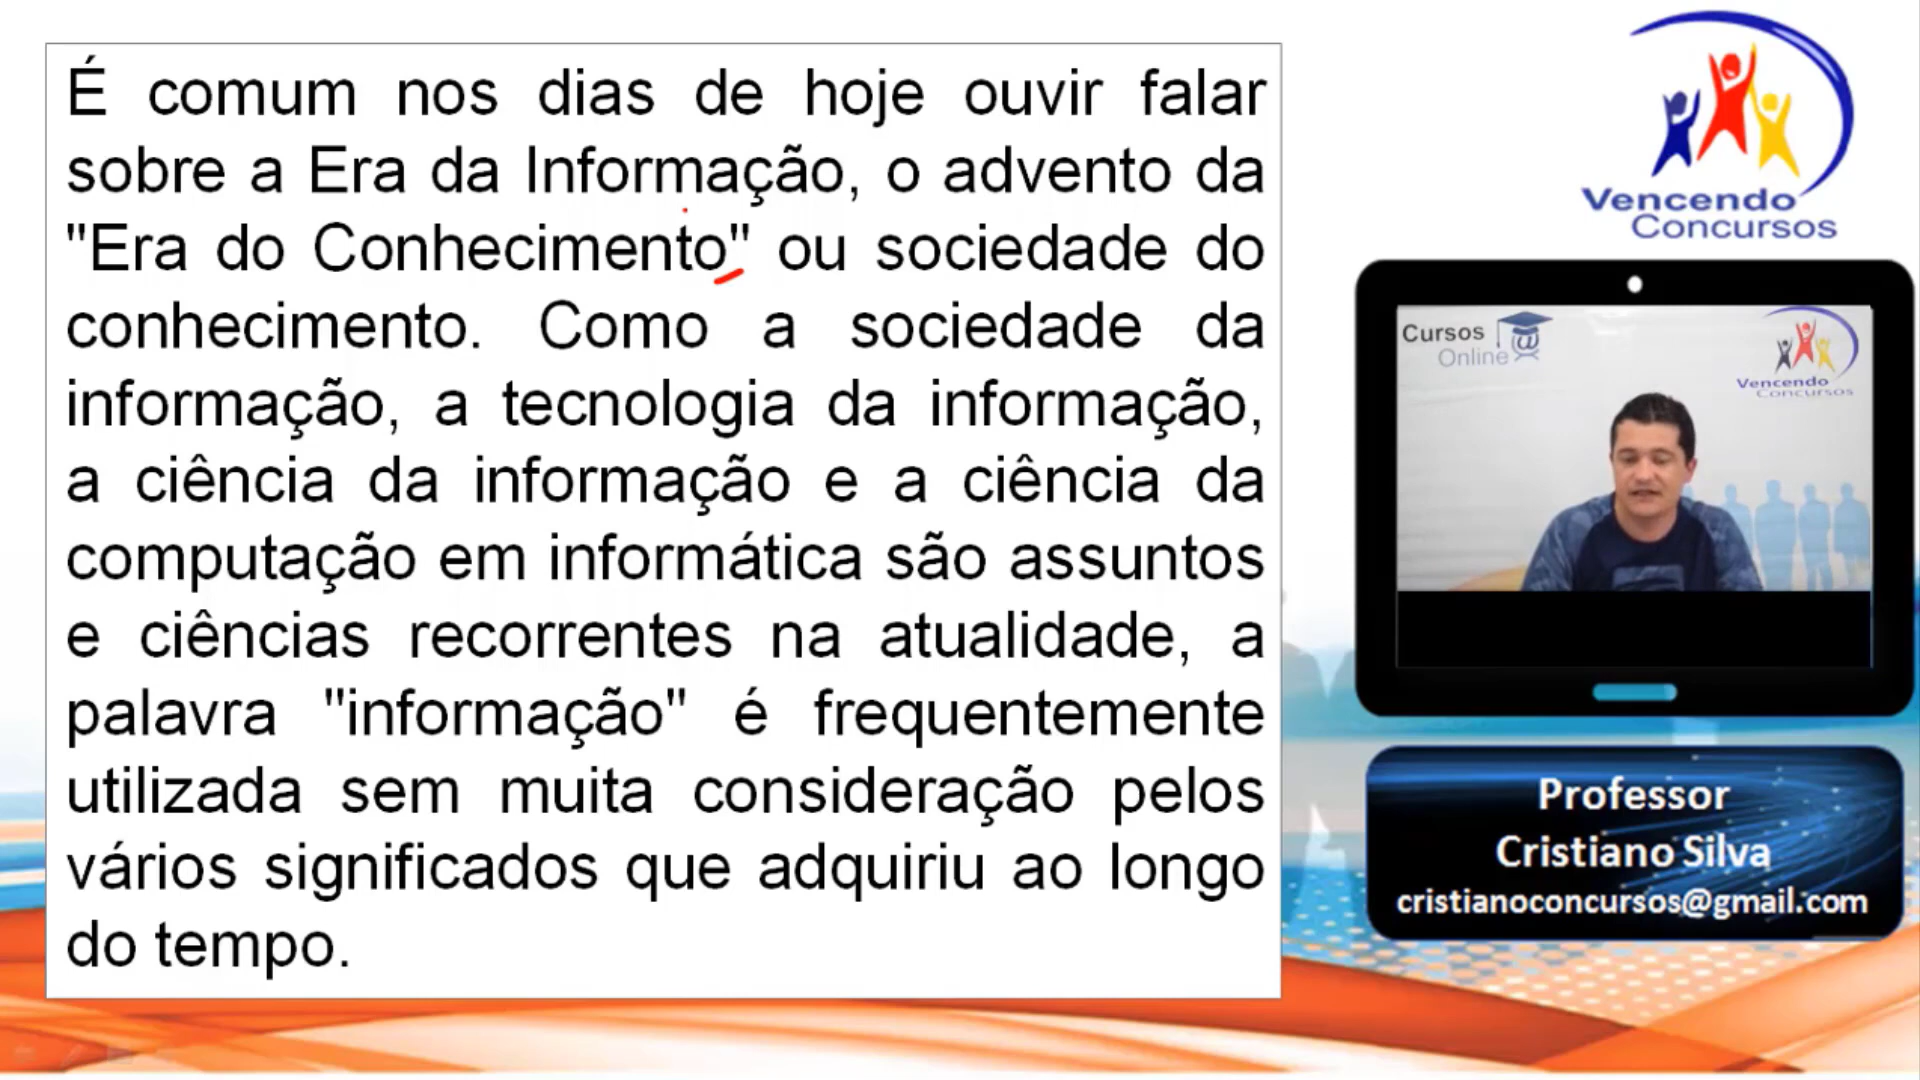 É comum nos dias de hoje ouvir falar
sobre a Era da Informação, o advento da
"Era do Conhecimento" ou sociedade do
conhecimento. Como a sociedade da
informação, a tecnologia da informação,
a ciência da informação e a ciência da
computação em informática são assuntos
e ciências recorrentes na atualidade, a
palavra "informação" é frequentemente
utilizada sem muita consideração pelos
vários significados que adquiriu ao longo
do tempo.
Vencendo
Concursos
Cursos
Online
Vencendo
Concursos
Professor
Cristiano Silva
cristianoconcursos@gmail.com